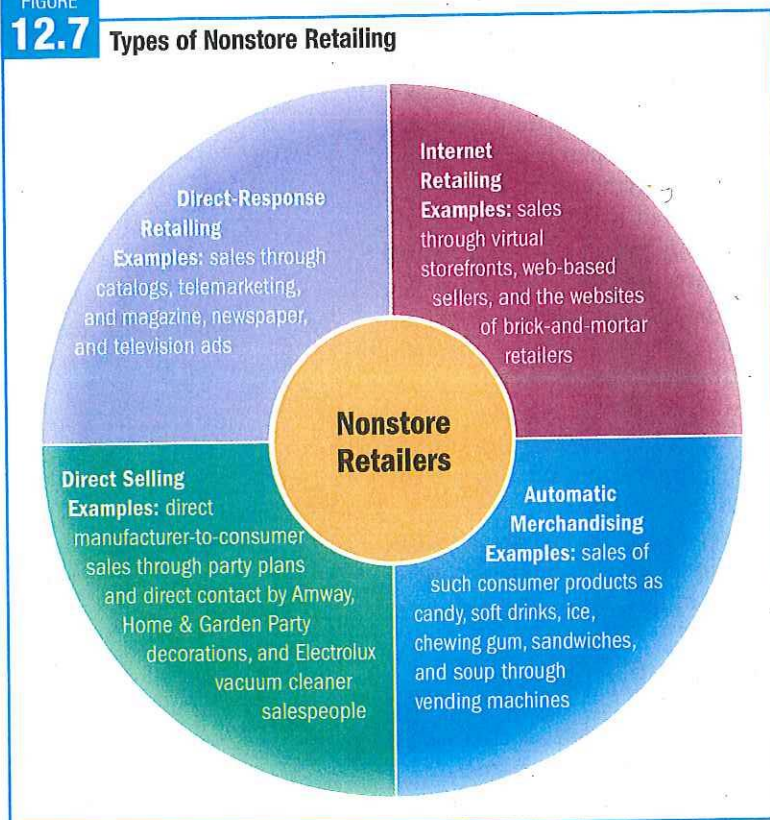 FIGURE
12.7 Types of Nonstore Retailing
Direct-Response
Retailing
Examples: sales through
catalogs, telemarketing,
and magazine, newspaper,
and television ads
Internet
Retailing
Examples: sales
through virtual
storefronts, web-based
sellers, and the websites
of brick-and-mortar
retailers
Nonstore
Retailers
Direct Selling
Examples: direct
manufacturer-to-consumer
sales through party plans
and direct contact by Amway,
Home & Garden Party
decorations, and Electrolux
vacuum cleaner
salespeople
Automatic
Merchandising
Examples: sales of
such consumer products as
candy, soft drinks, ice,
chewing gum, sandwiches,
and soup through
vending machines